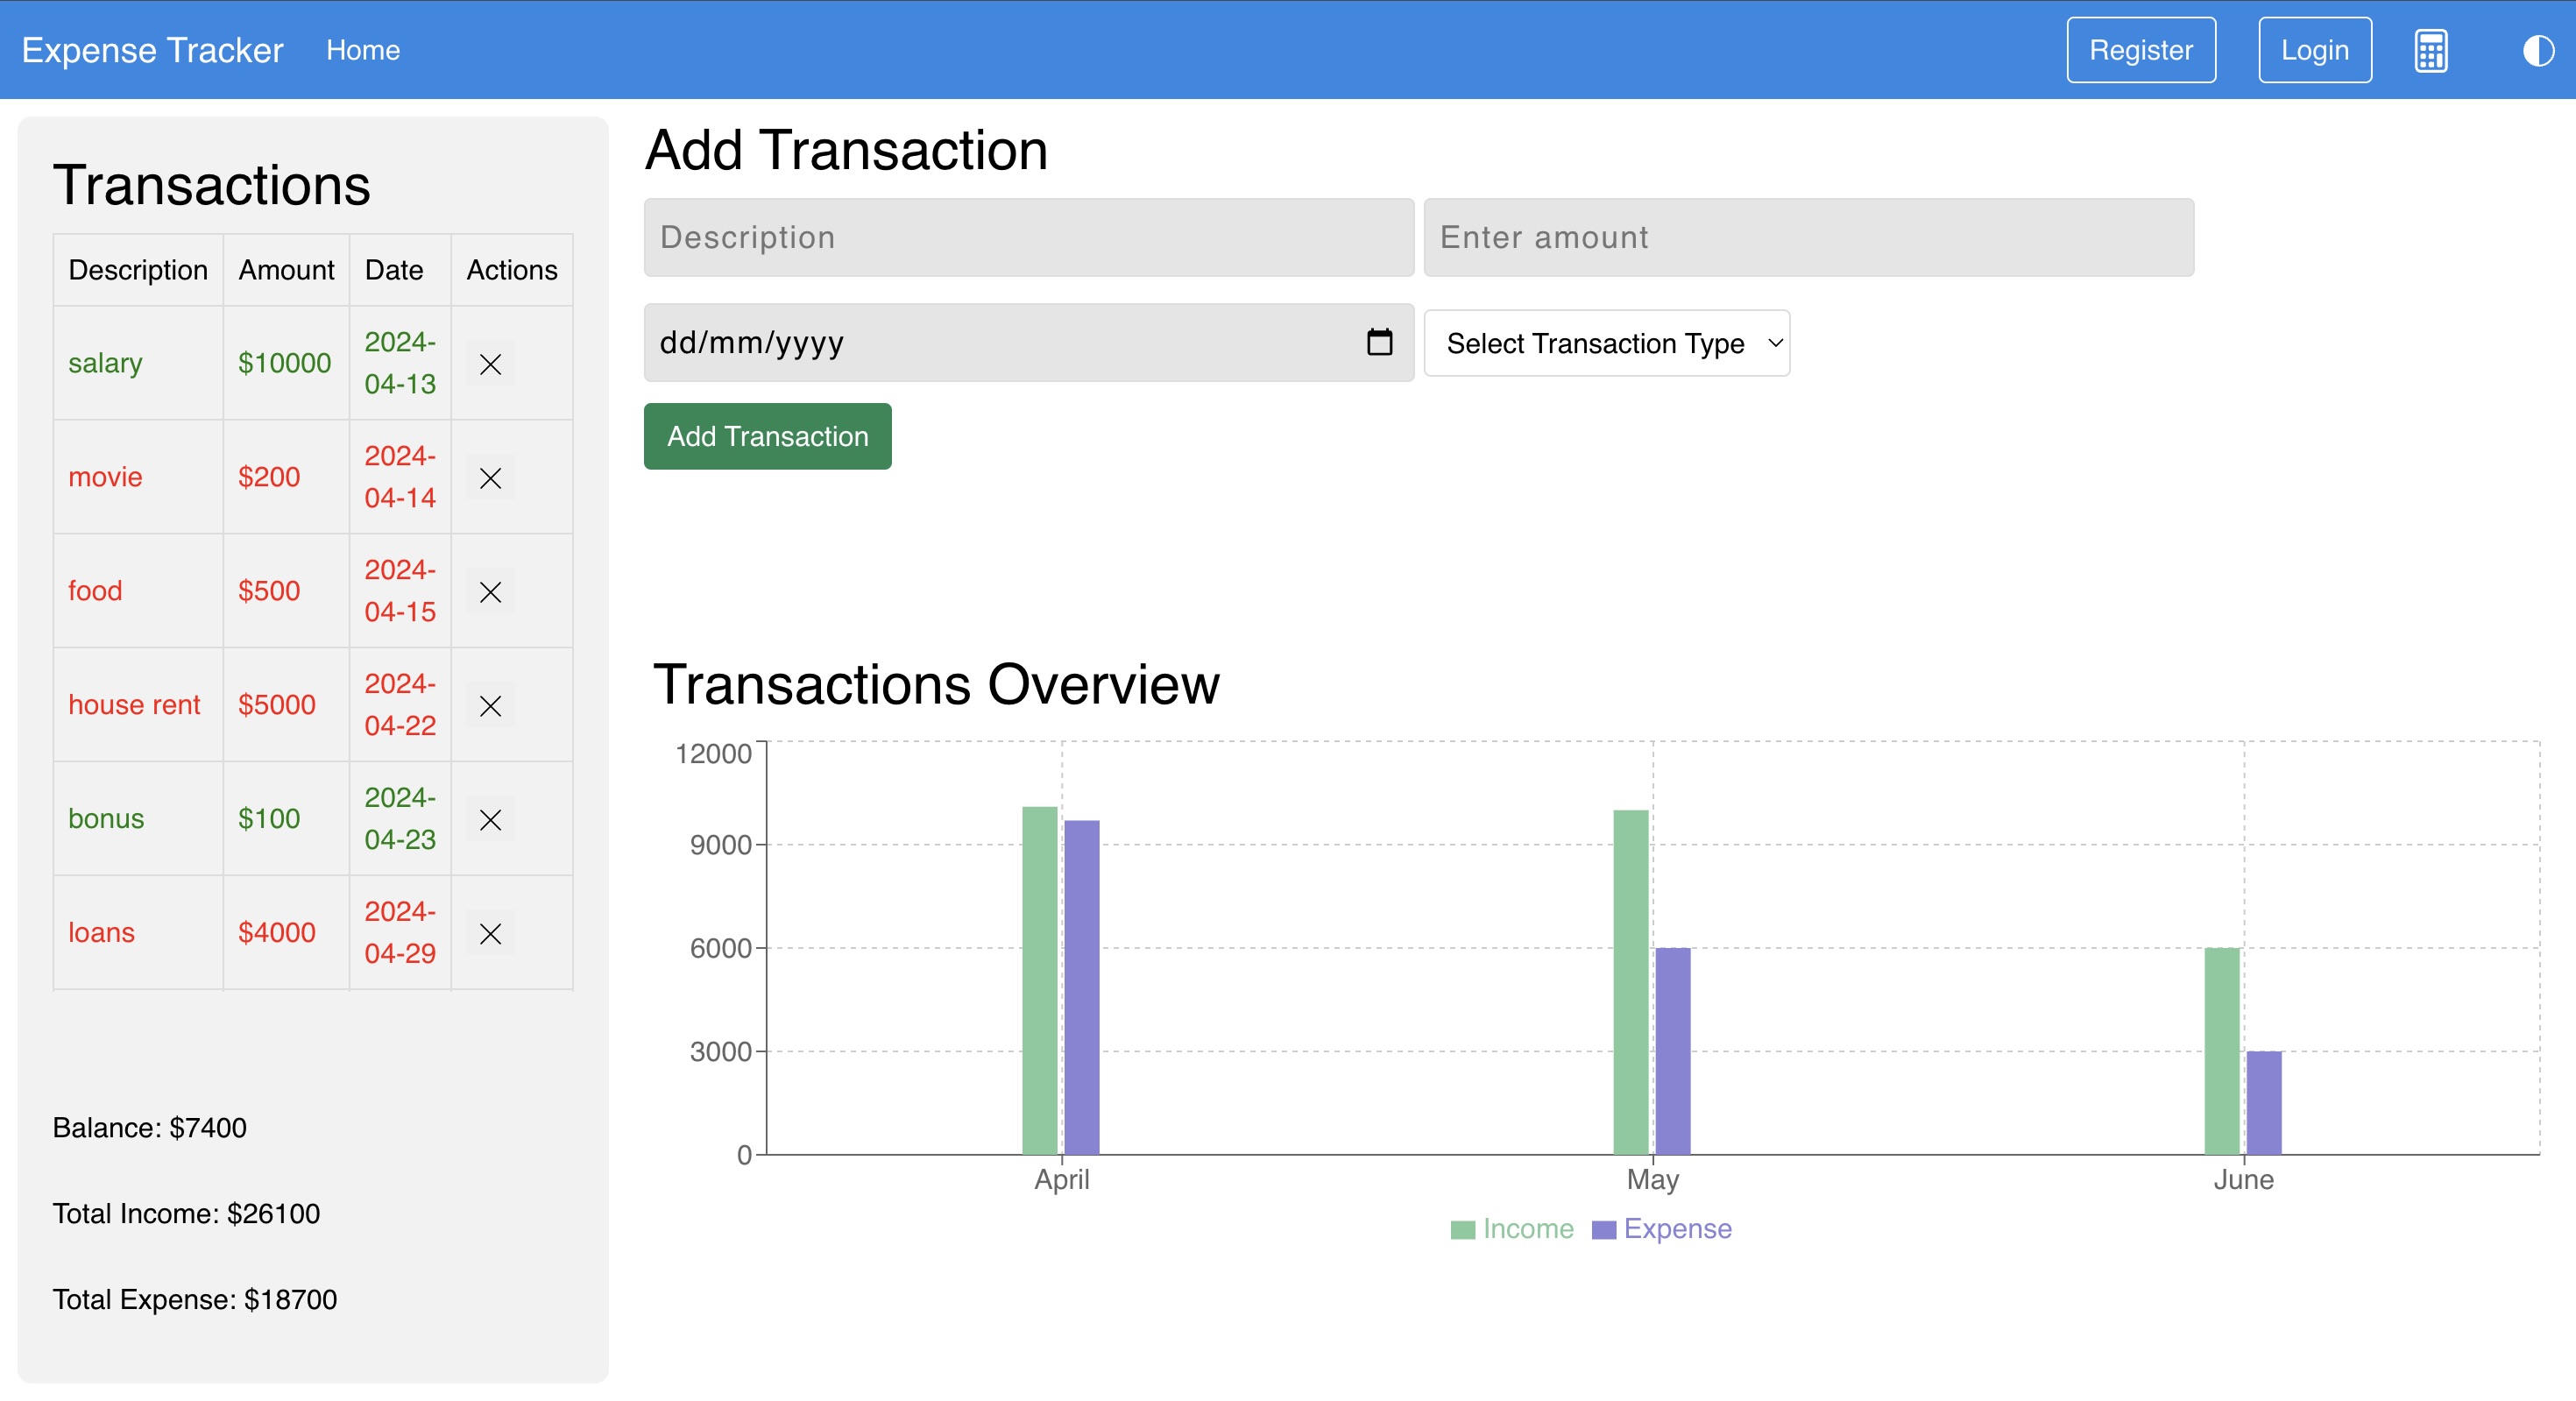 Expense Tracker Home Register Login
Transactions
Description Amount Date Actions
salary $10000 2024-
04-13
movie $200 2024-
04-14
food $500 2024-
04-15
house rent $5000 2024-
04-22
bonus $100 2024-
04-23
loans $4000 2024-
04-29
Balance: $7400
Total Income: $26100
Total Expense: $18700
Add Transaction
Description Enter amount
dd/mm/yyyy Select Transaction Type
Add Transaction
Transactions Overview
12000
9000
6000
3000
0
April May June
Income Expense